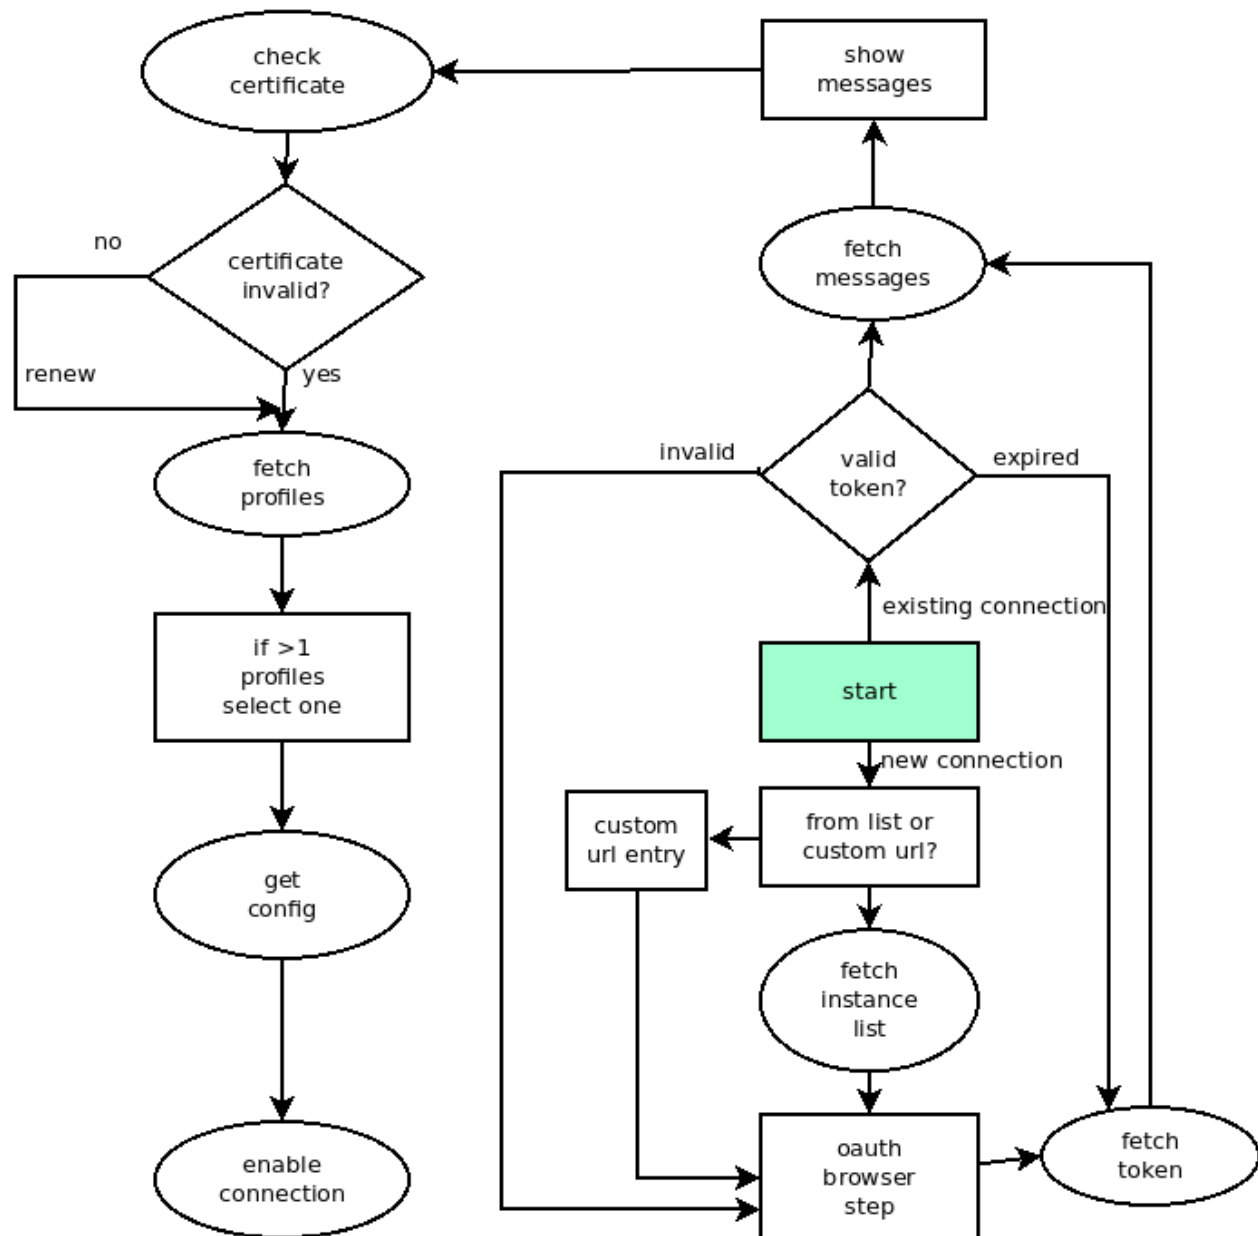 check
certificate
show
messages
no
certificate
invalid?
fetch
messages
renew
yes
fetch
profiles
invalid
valid
token?
expired
existing connection
if >1
profiles
select one
start
new connection
custom
url entry
from list or
custom url?
get
config
fetch
instance
list
enable
connection
oauth
browser
step
fetch
token